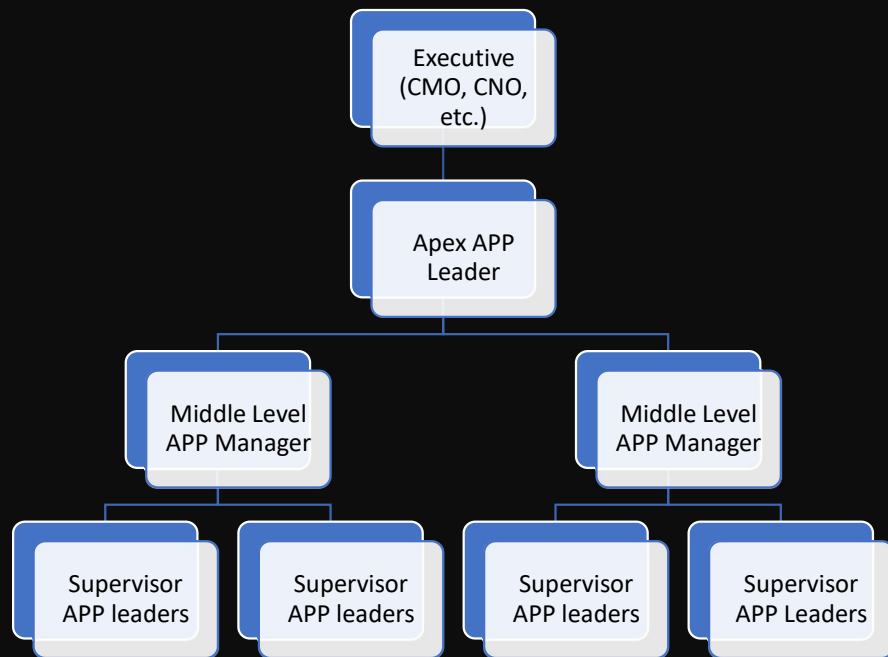 Executive
(CMO, CNO,
etc.)
Apex APP
Leader
Middle Level
APP Manager
Middle Level
APP Manager
Supervisor
APP leaders
Supervisor
APP leaders
Supervisor
APP leaders
Supervisor
APP Leaders